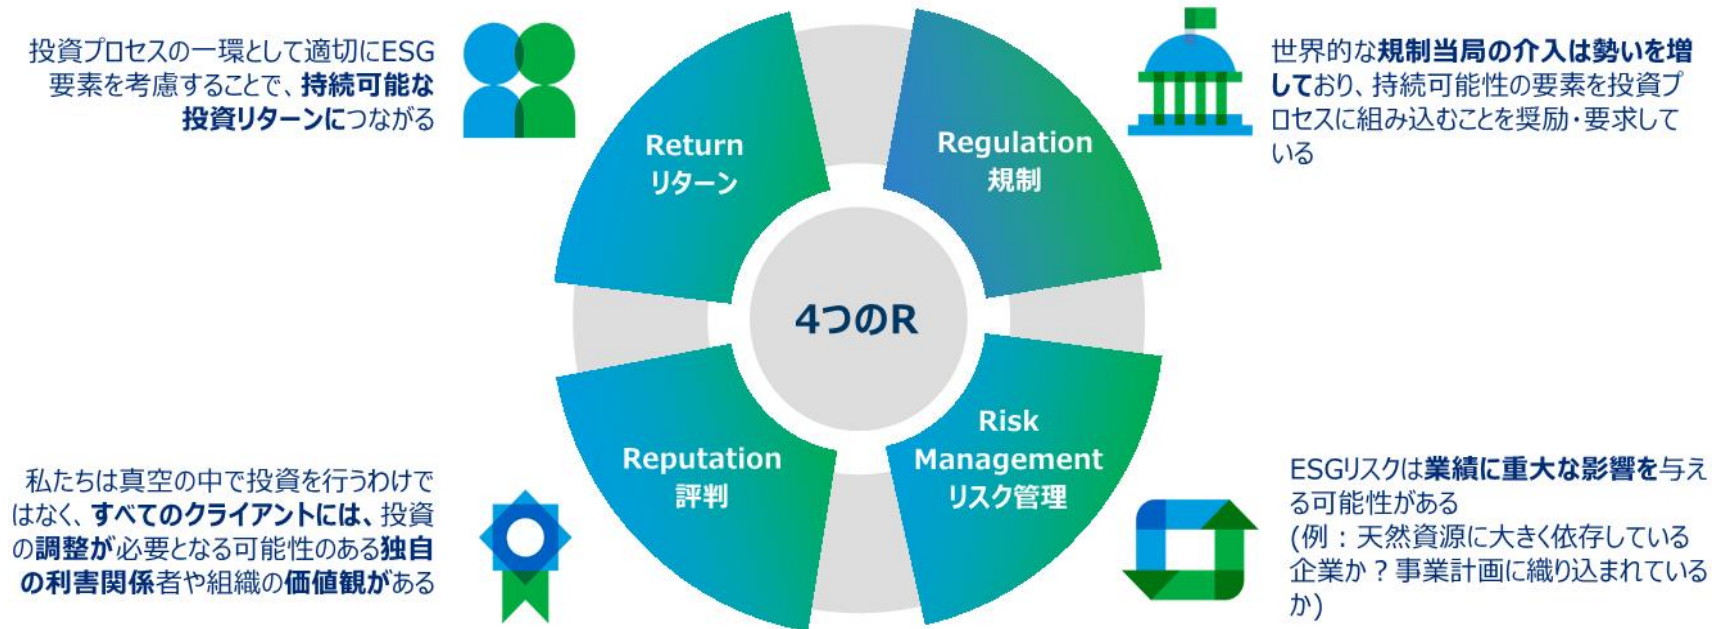 投資プロセスの一環として適切にESG
要素を考慮することで、持続可能な
投資リターンにつながる
Return
リターン
Regulation
規制
世界的な規制当局の介入は勢いを増
しており、持続可能性の要素を投資プ
ロセスに組み込むことを奨励・要求して
いる
4つのR
私たちは真空の中で投資を行うわけで
はなく、すべてのクライアントには、投資
の調整が必要となる可能性のある独自
の利害関係者や組織の価値観がある
Reputation
評判
Risk
Management
リスク管理
ESGリスクは業績に重大な影響を与え
る可能性がある
(例：天然資源に大きく依存している
企業か？事業計画に織り込まれている
か)